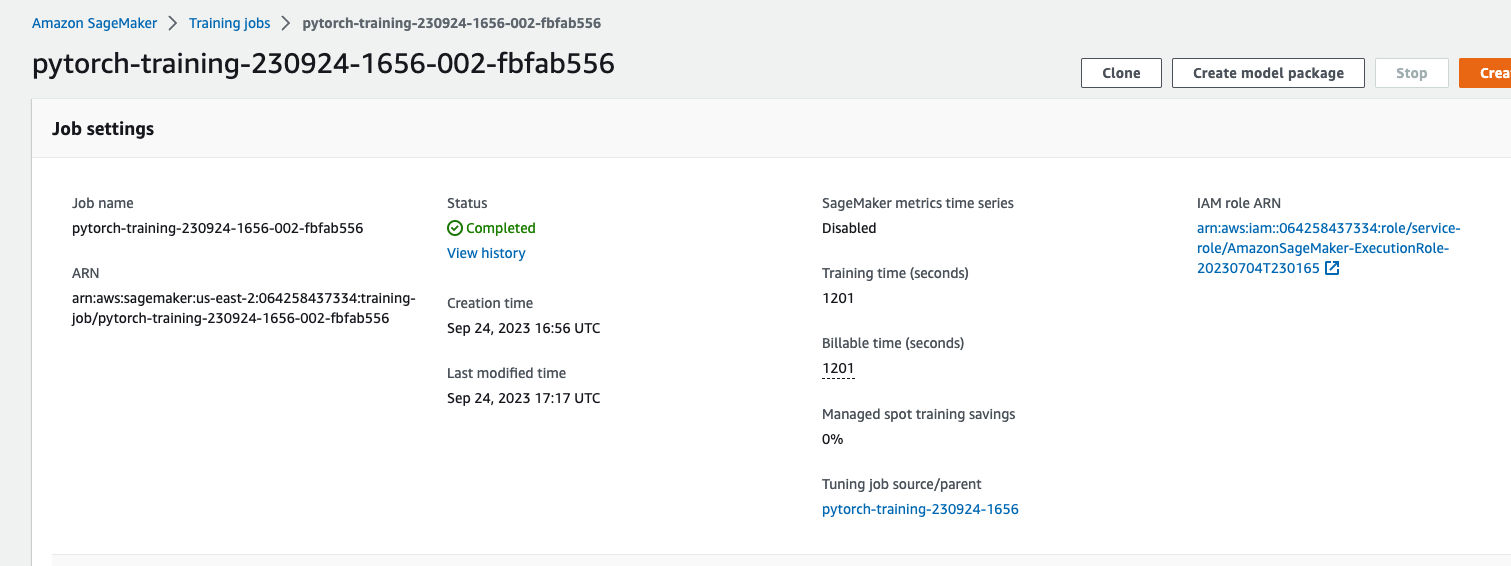 Amazon SageMaker > Training jobs > pytorch-training-230924-1656-002-fbfab556
pytorch-training-230924-1656-002-fbfab556
Clone
Create model package
Stop
Job settings
Job name
pytorch-training-230924-1656-002-fbfab556
ARN
arn:aws:sagemaker:us-east-2:064258437334:training-
job/pytorch-training-230924-1656-002-fbfab556
Status
Completed
View history
Creation time
Sep 24, 2023 16:56 UTC
Last modified time
Sep 24, 2023 17:17 UTC
SageMaker metrics time series
Disabled
Training time (seconds)
1201
Billable time (seconds)
1201
Managed spot training savings
0%
Tuning job source/parent
pytorch-training-230924-1656
IAM role ARN
arn:aws:iam::064258437334:role/service-
role/AmazonSageMaker-ExecutionRole-
20230704T230165